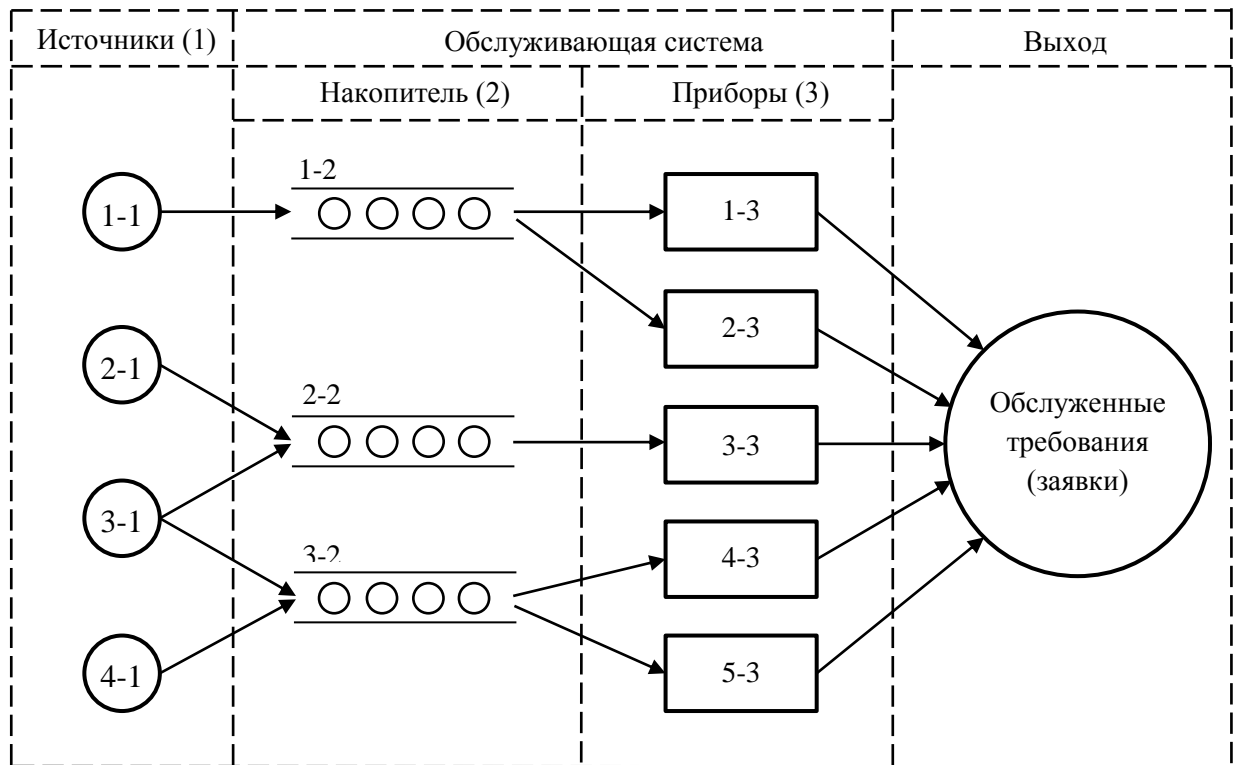 Источники (1)
Обслуживающая система
Выход
Накопитель (2)
Приборы (3)
1-1
1-2
1-3
2-3
2-1
2-2
3-3
3-1
3-2
4-3
4-1
5-3
Обслуженные
требования
(заявки)